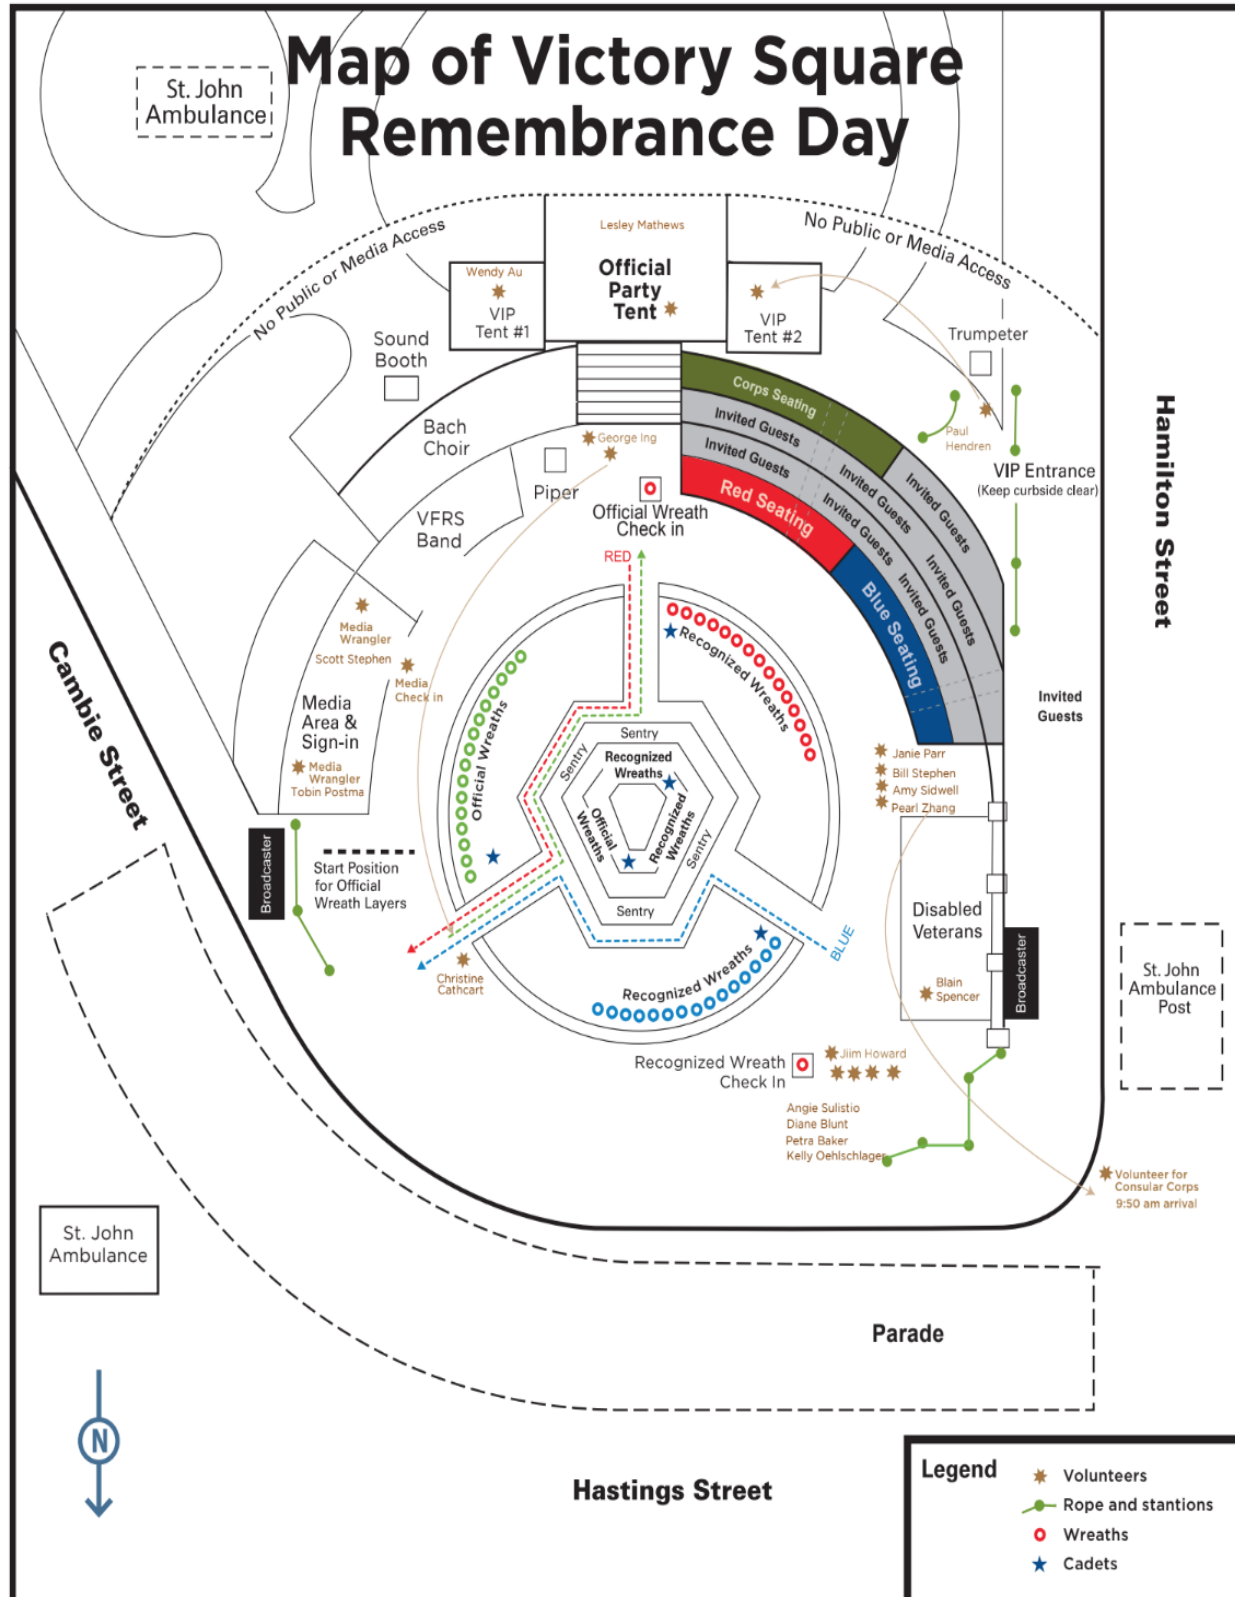 Map of Victory Square
Remembrance Day
St. John
Ambulance
No Public or Media Access
No Public or Media Access
Lesley Mathews
Official
Party
Tent
Wendy Au
VIP
Tent #1
VIP
Tent #2
Sound
Booth
Trumpeter
Paul
Hendren
VIP Entrance
(Keep curbside clear)
Hamilton Street
Corps Seating
Invited Guests
Invited Guests
Invited Guests
Invited Guests
Invited Guests
Invited Guests
Invited Guests
Red Seating
Blue Seating
Invited
Guests
Bach
Choir
George Ing
Piper
VFRS
Band
Official Wreath
Check in
RED
Media
Wrangler
Scott Stephen
Media
Check in
Media
Area &
Sign-in
Media
Wrangler
Tobin Postma
Cambie Street
Official Wreaths
Recognized Wreaths
Sentry
Sentry
Recognized
Wreaths
Official
Wreaths
Recognized
Wreaths
Sentry
Sentry
Janie Parr
Bill Stephen
Amy Sidwell
Pearl Zhang
Broadcaster
Start Position
for Official
Wreath Layers
Disabled
Veterans
Blain
Spencer
Broadcaster
St. John
Ambulance
Post
BLUE
Christine
Cathcart
Recognized Wreaths
Recognized Wreath
Check In
Jiim Howard
Angie Sulistio
Diane Blunt
Petra Baker
Kelly Oehlschlager
Volunteer for
Consular Corps
9:50 am arrival
St. John
Ambulance
Parade
N
Hastings Street
Legend
Volunteers
Rope and stantions
Wreaths
Cadets